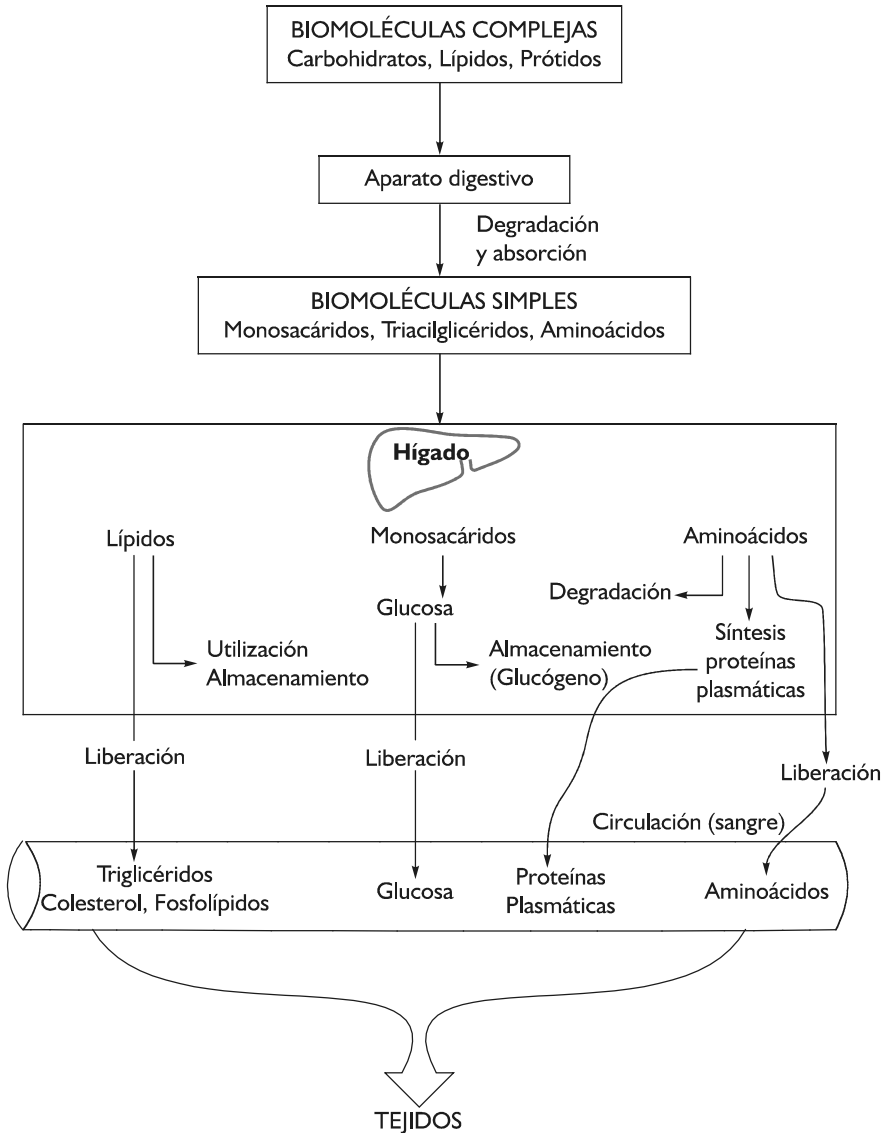 BIOMOLÉCULAS COMPLEJAS
Carbohidratos, Lípidos, Prótidos
Aparato digestivo
Degradación
y absorción
BIOMOLÉCULAS SIMPLES
Monosacáridos, Triacilglicéridos, Aminoácidos
Hígado
Lípidos
Monosacáridos
Aminoácidos
Degradación
Glucosa
Síntesis
proteínas
plasmáticas
Utilización
Almacenamiento
Almacenamiento
(Glucógeno)
Liberación
Liberación
Liberación
Circulación (sangre)
Triglicéridos
Colesterol, Fosfolípidos
Glucosa
Proteínas
Plasmáticas
Aminoácidos
TEJIDOS